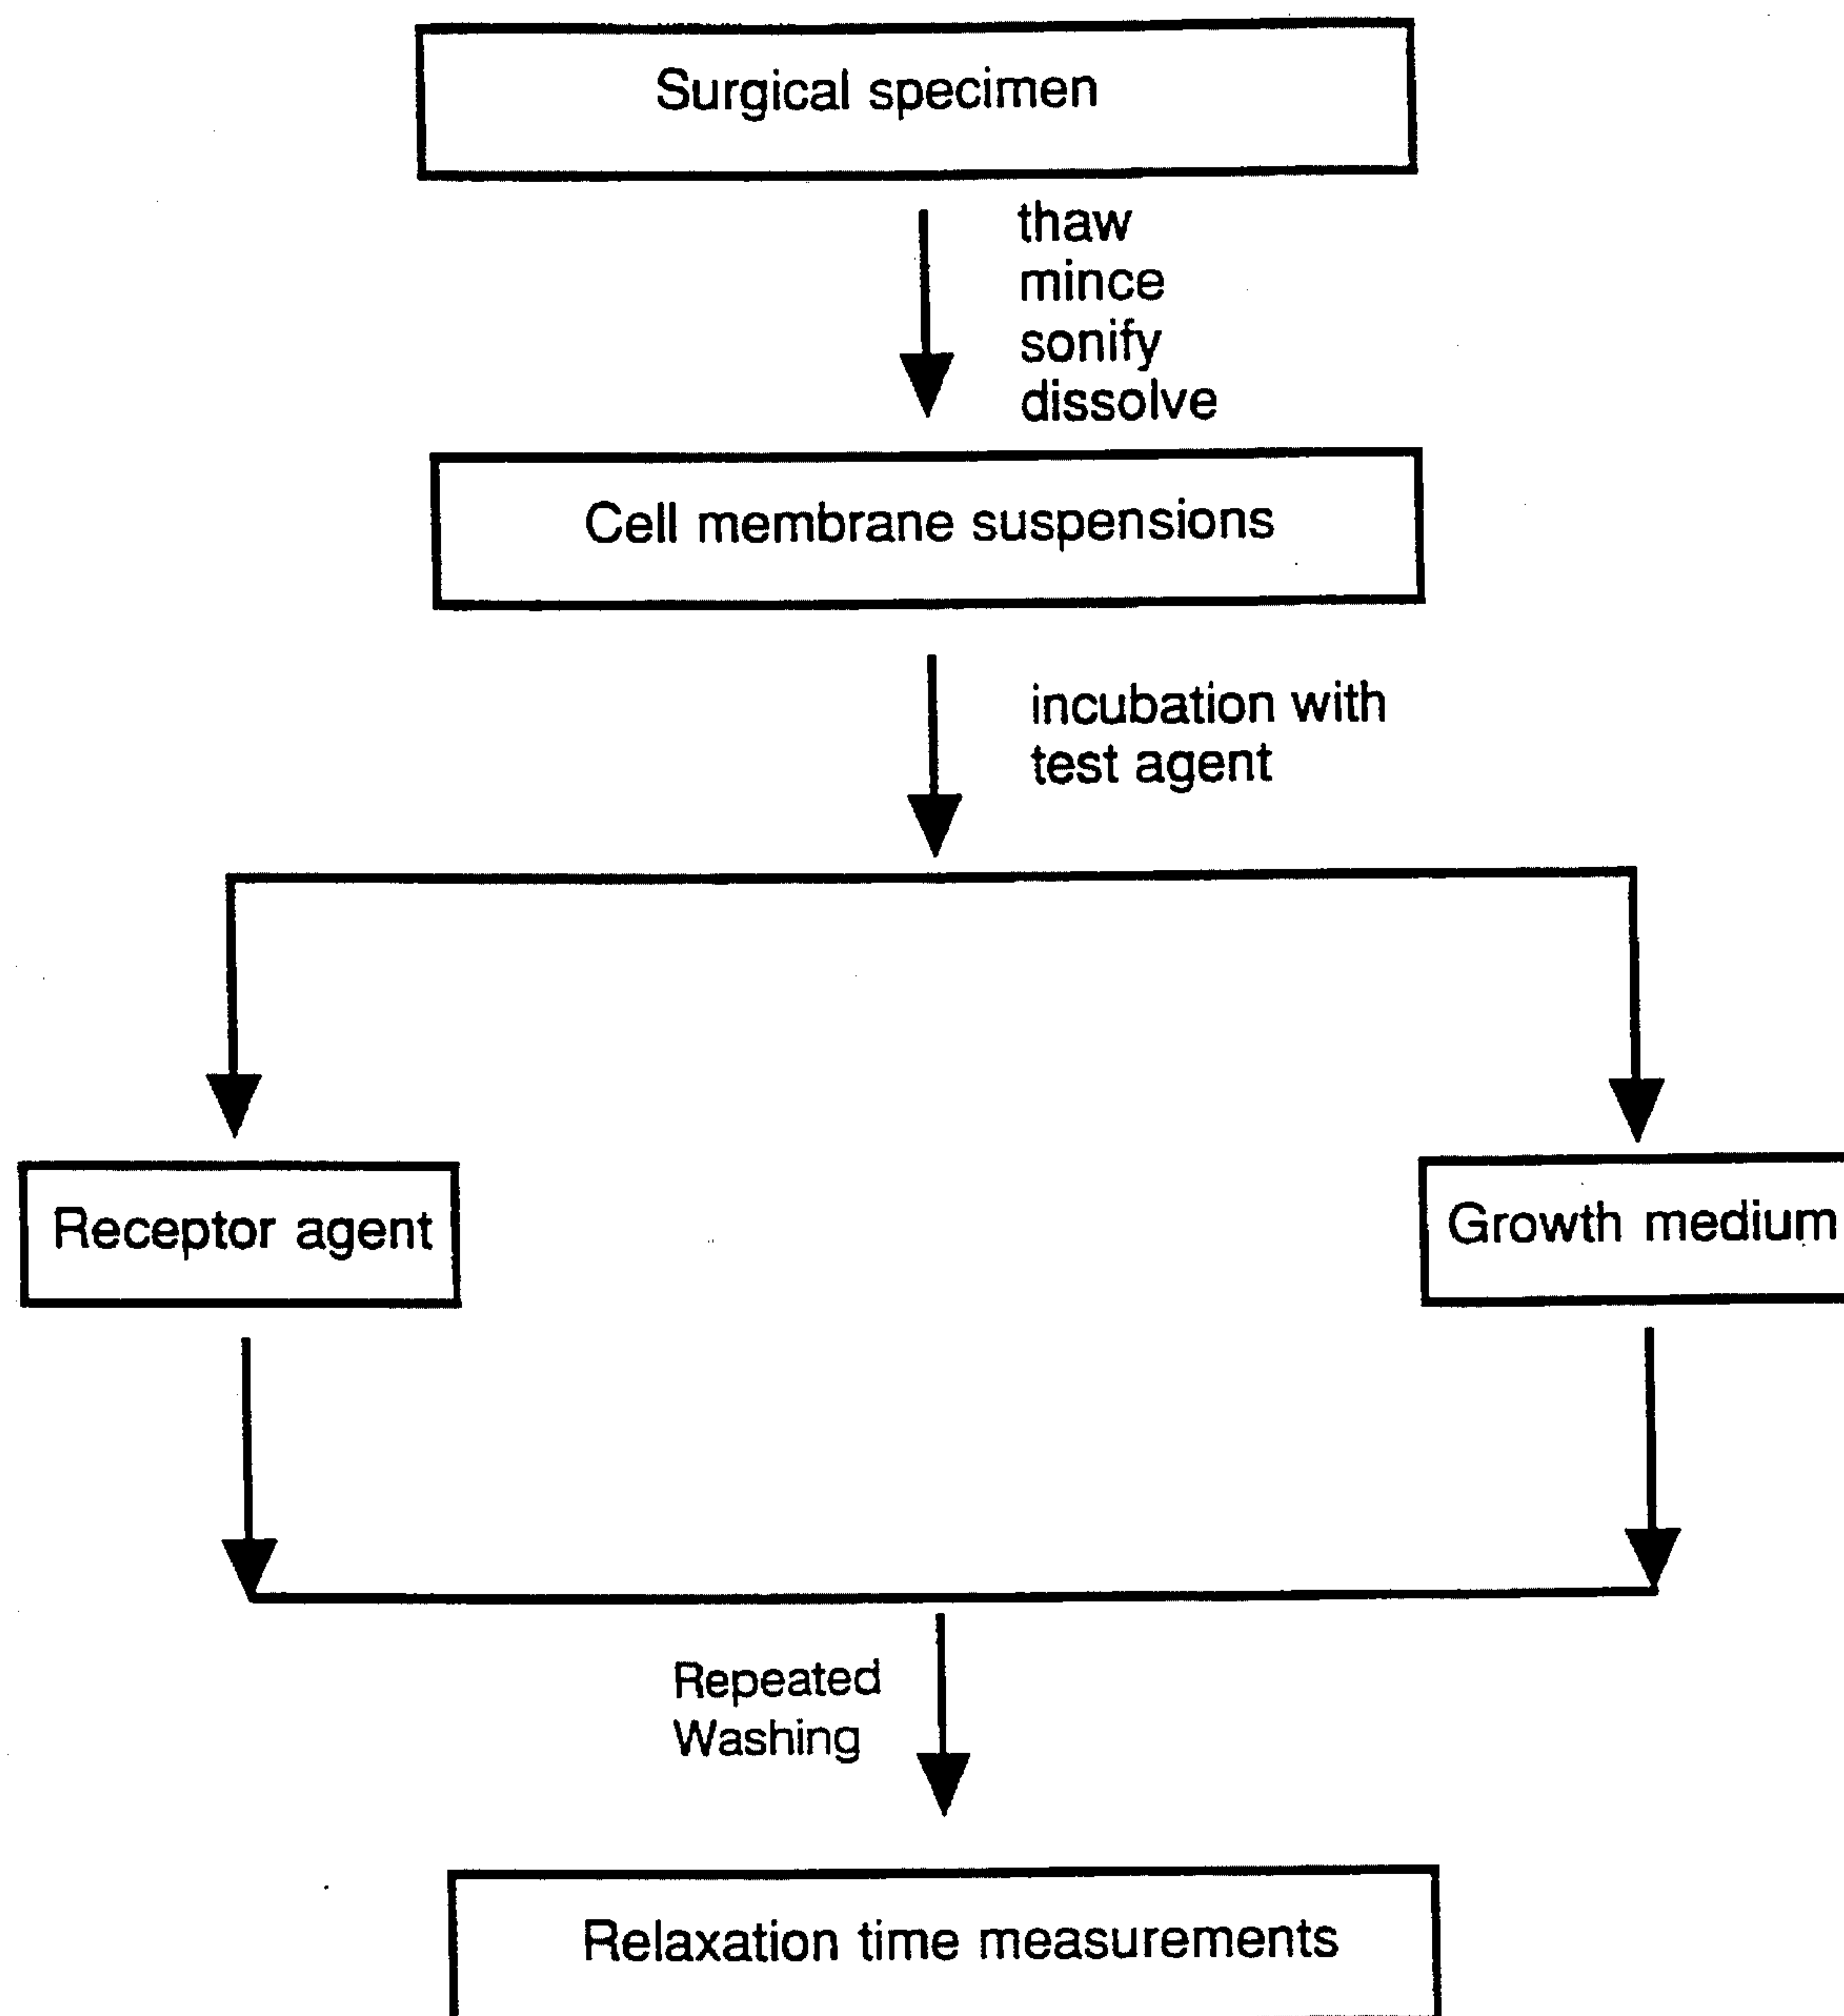 Surgical specimen
thaw
mince
sonify
dissolve
Cell membrane suspensions
incubation with
test agent
Receptor agent
Growth medium
Repeated
Washing
Relaxation time measurements